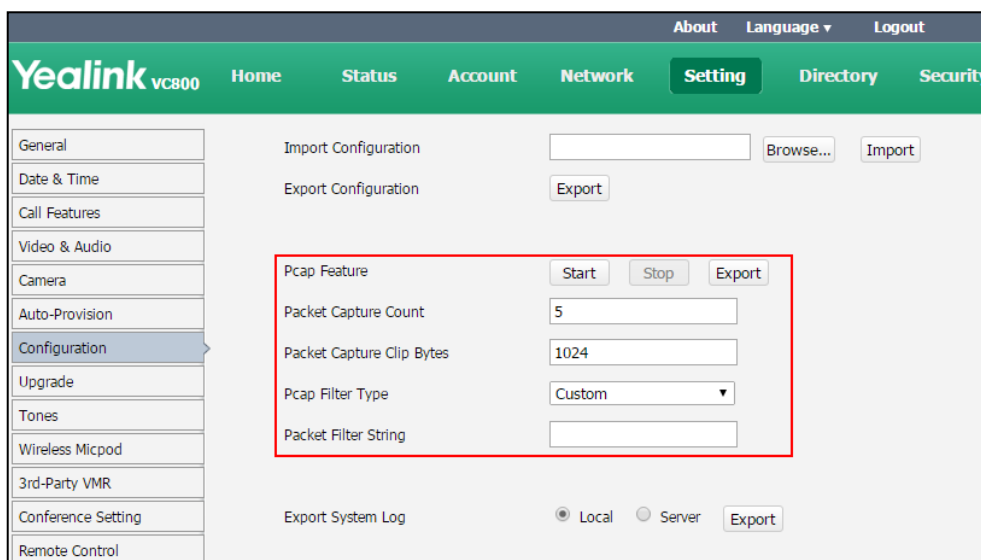 About Language ▾ Logout
Yealink VC800 Home Status Account Network Setting Directory Security
General
Date & Time
Call Features
Video & Audio
Camera
Auto-Provision
Configuration
Upgrade
Tones
Wireless Micpod
3rd-Party VMR
Conference Setting
Remote Control
Import Configuration Browse... Import
Export Configuration Export
Pcap Feature Start Stop Export
Packet Capture Count 5
Packet Capture Clip Bytes 1024
Pcap Filter Type Custom ▼
Packet Filter String
Export System Log Local Server Export